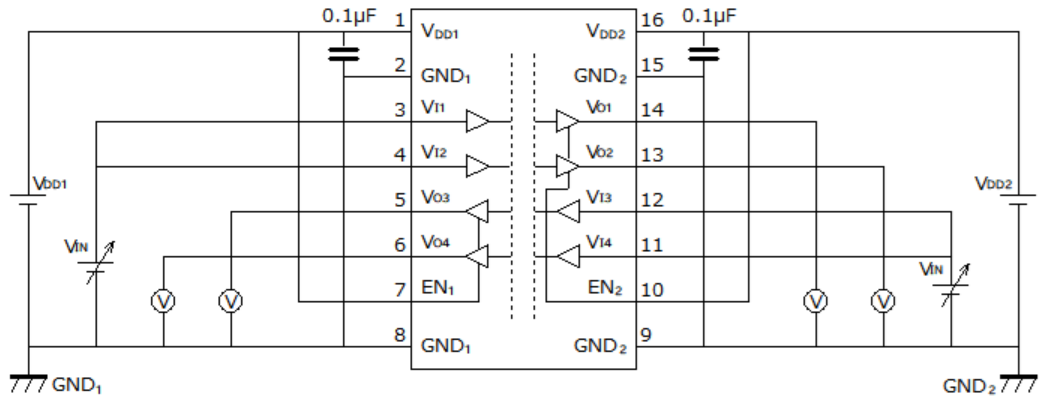 0.1µF 1 VDD1 VDD2 16 0.1µF
2 GND1 GND2 15
3 VI1 VO1 14
4 VI2 VO2 13
VDD1 5 VO3 VI3 12 VDD2
VIN 6 VO4 VI4 11 VIN
V V 7 EN1 EN2 10 V V
8 GND1 GND2 9
GND1 GND2